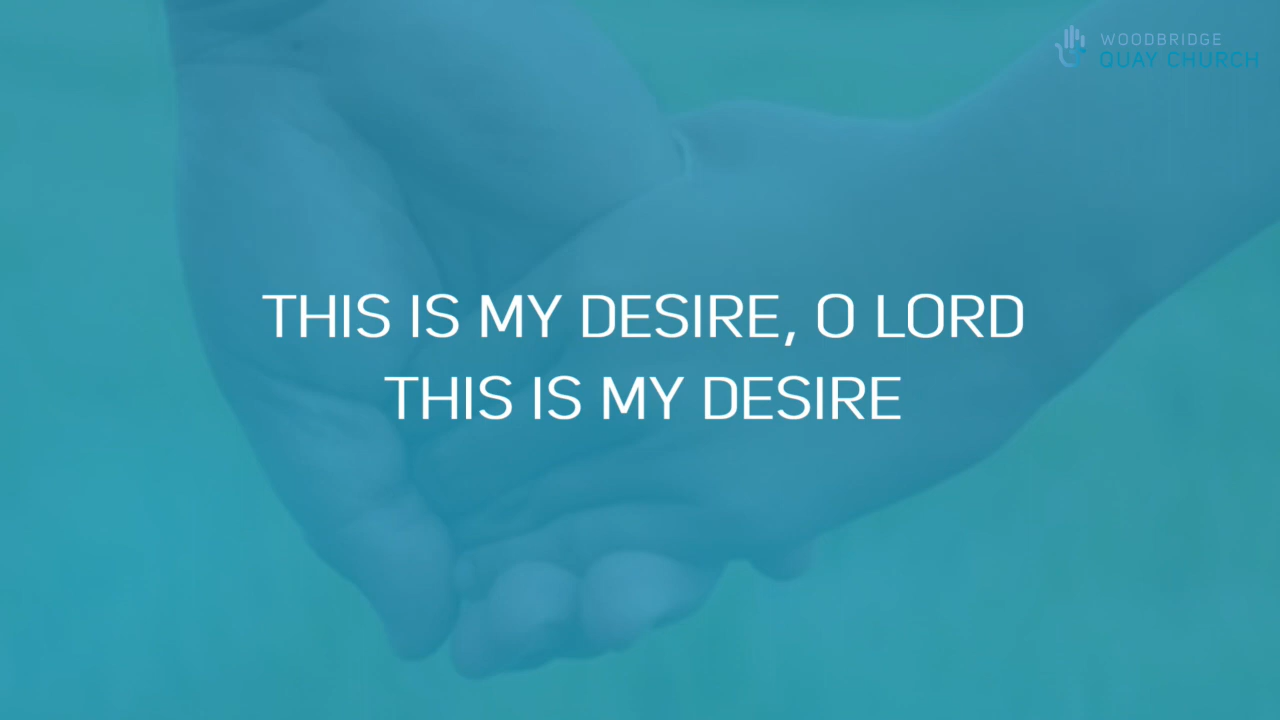 WOODBRIDGE
QUAY CHURCH
THIS IS MY DESIRE, O LORD
THIS IS MY DESIRE